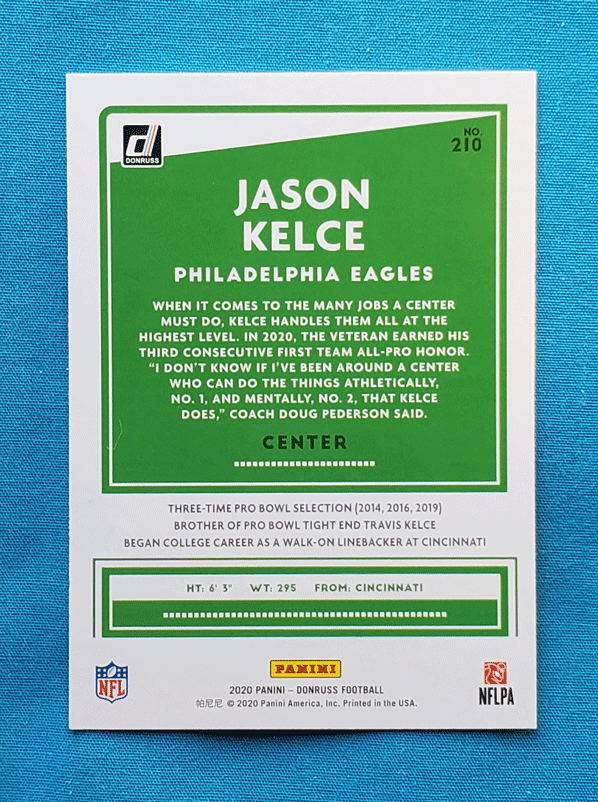 DONRUSS
NO.
210
JASON
KELCE
PHILADELPHIA EAGLES
WHEN IT COMES TO THE MANY JOBS A CENTER
MUST DO, KELCE HANDLES THEM ALL AT THE
HIGHEST LEVEL. IN 2020, THE VETERAN EARNED HIS
THIRD CONSECUTIVE FIRST TEAM ALL-PRO HONOR.
"I DON'T KNOW IF I'VE BEEN AROUND A CENTER
WHO CAN DO THE THINGS ATHLETICALLY,
NO. 1, AND MENTALLY, NO. 2, THAT KELCE
DOES," COACH DOUG PEDERSON SAID.
CENTER
THREE-TIME PRO BOWL SELECTION (2014, 2016, 2019)
BROTHER OF PRO BOWL TIGHT END TRAVIS KELCE
BEGAN COLLEGE CAREER AS A WALK-ON LINEBACKER AT CINCINNATI
HT: 6' 3" WT: 295 FROM: CINCINNATI
NFL
PANINI
NFLPA
2020 PANINI – DONRUSS FOOTBALL
帕尼尼 © 2020 Panini America, Inc. Printed in the USA.